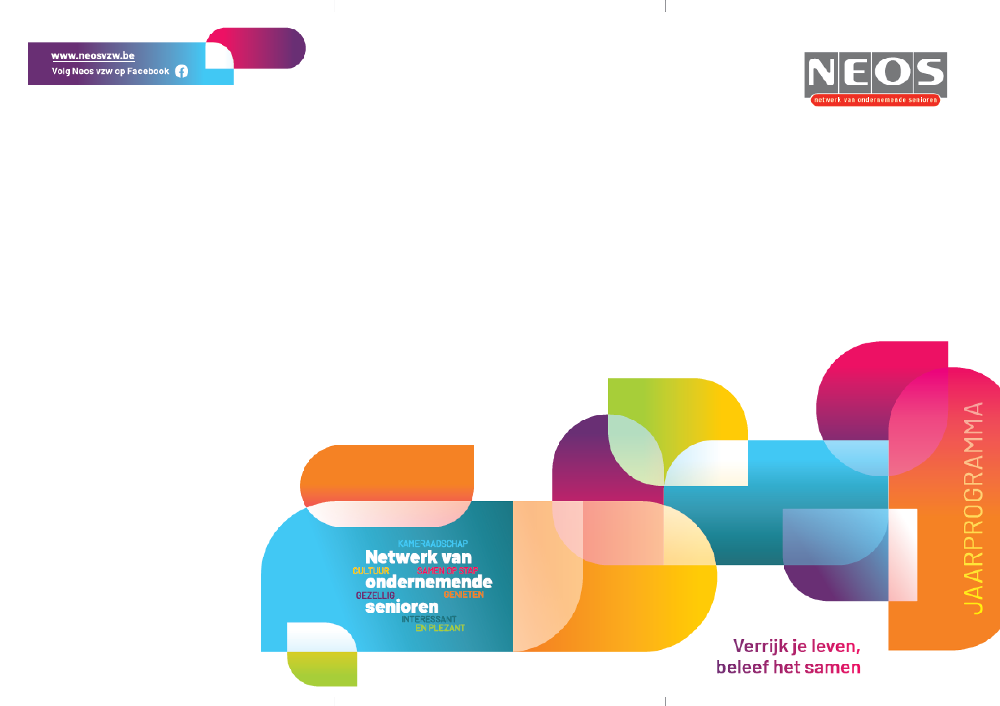 www.neosvzw.be
Volg Neos vzw op Facebook
NEOS
netwerk van ondernemende senioren
KAMERAADSCHAP
Netwerk van
CULTUUR SAMEN OP STAP
ondernemende
GEZELLIG GENIETEN
senioren
INTERESSANT
EN PLEZANT
JAARPROGRAMMA
Verrijk je leven,
beleef het samen